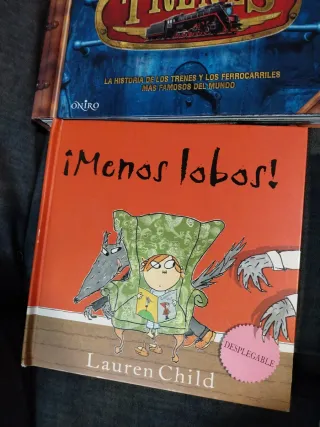 TRENES
LA HISTORIA DE LOS TRENES Y LOS FERROCARRILES
MÁS FAMOSOS DEL MUNDO
ONIRO
¡Menos lobos!
DESPLEGABLE
Lauren Child